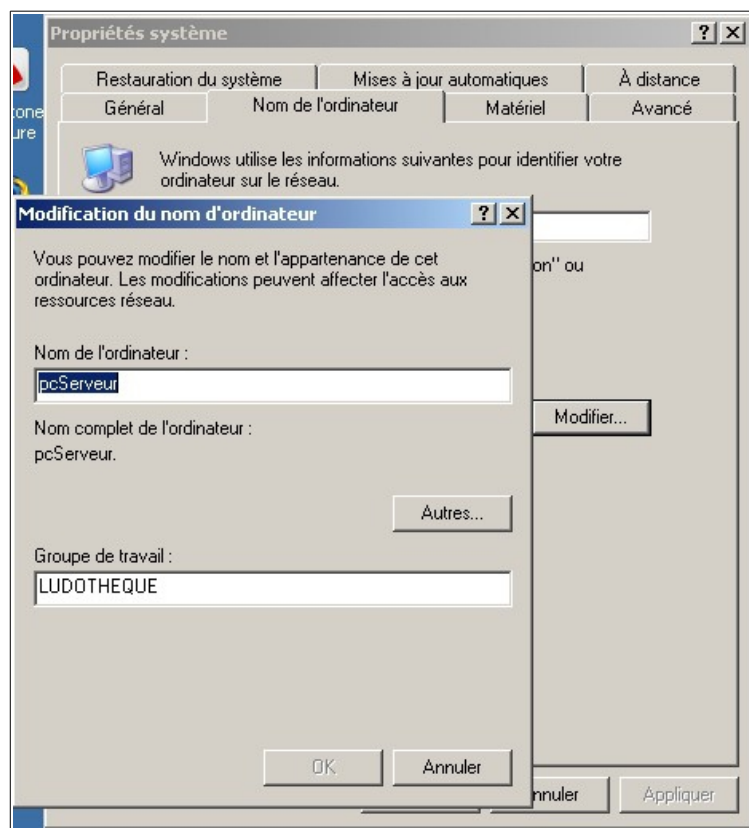 Propriétés système
Restauration du système
Mises à jour automatiques
À distance
Général
Nom de l'ordinateur
Matériel
Avancé
Windows utilise les informations suivantes pour identifier votre
ordinateur sur le réseau.
Modification du nom d'ordinateur
Vous pouvez modifier le nom et l'appartenance de cet
ordinateur. Les modifications peuvent affecter l'accès aux
ressources réseau.
on" ou
Nom de l'ordinateur :
pcServeur
Modifier...
Nom complet de l'ordinateur :
pcServeur.
Autres...
Groupe de travail :
LUDOTHEQUE
OK
Annuler
nnuler
Appliquer